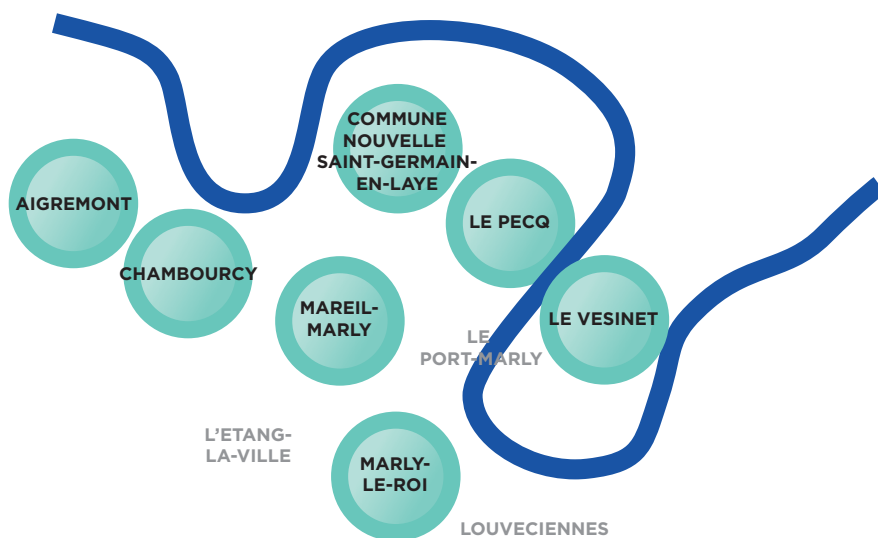 COMMUNE
NOUVELLE
SAINT-GERMAIN-
EN-LAYE
AIGREMONT
LE PECQ
CHAMBOURCY
MAREIL-
MARLY
LE VESINET
LE
PORT-MARLY
L'ETANG-
LA-VILLE
MARLY-
LE-ROI
LOUVECIENNES